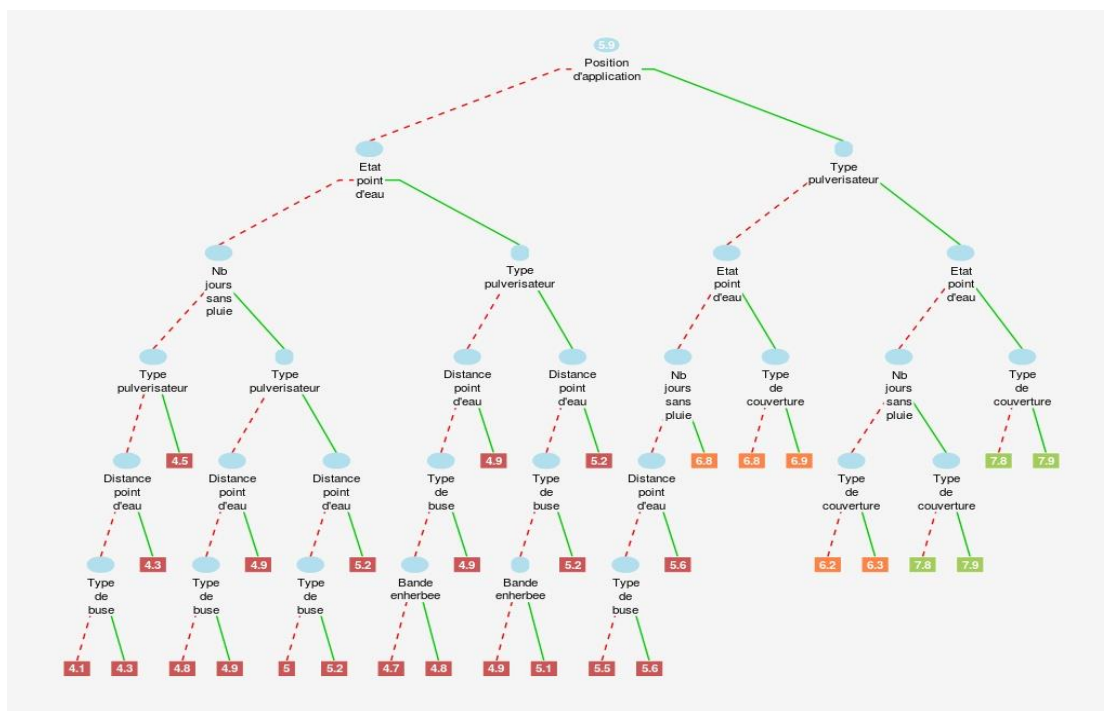 5.9
Position
d'application
Etat
point
d'eau
Type
pulverisateur
Nb
jours
sans
pluie
Type
pulverisateur
Etat
point
d'eau
Etat
point
d'eau
Type
pulverisateur
Type
pulverisateur
Distance
point
d'eau
Distance
point
d'eau
Nb
jours
sans
pluie
Type
de
couverture
Nb
jours
sans
pluie
Type
de
couverture
Distance
point
d'eau
4.5
Distance
point
d'eau
Distance
point
d'eau
Type
de
buse
4.9
Type
de
buse
5.2
Distance
point
d'eau
6.8
6.8
6.9
Type
de
couverture
Type
de
couverture
7.8
7.9
Type
de
buse
4.3
Type
de
buse
4.9
Type
de
buse
5.2
Bande
enherbee
4.9
Bande
enherbee
5.2
Type
de
buse
5.6
6.2
6.3
7.8
7.9
4.1
4.3
4.8
4.9
5
5.2
4.7
4.8
4.9
5.1
5.5
5.6